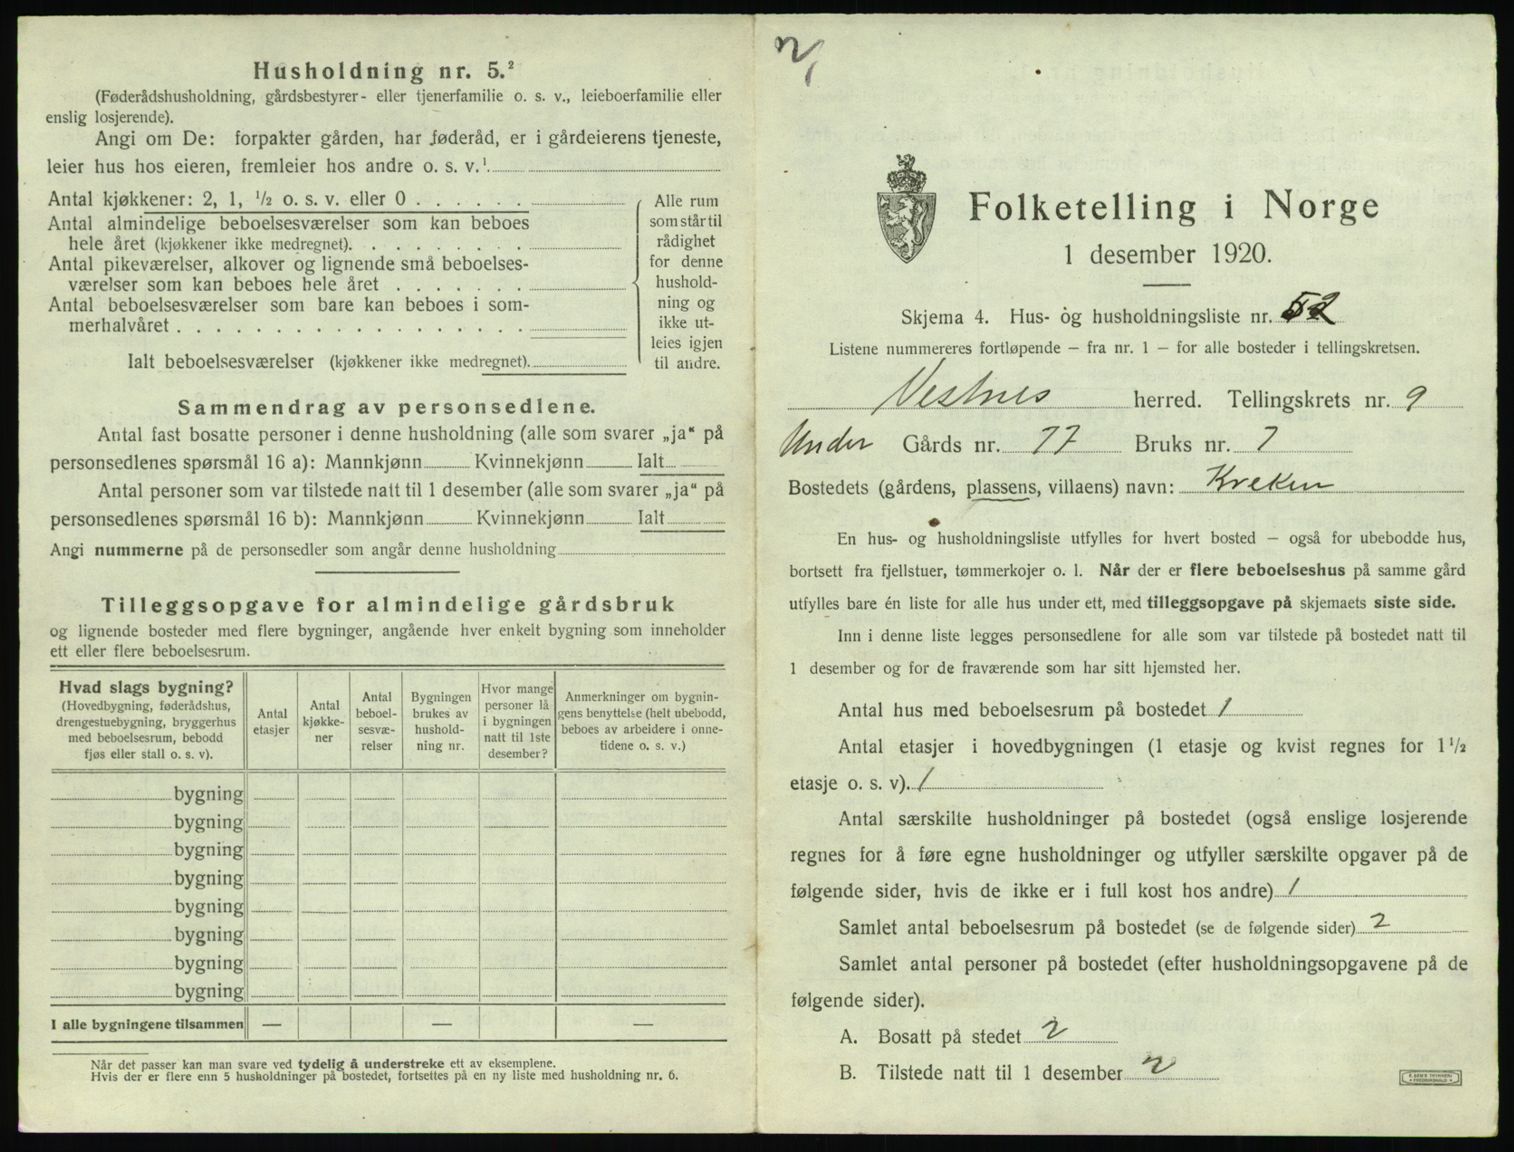 Husholdning nr. 5.²
(Føderådshusholdning, gårdsbestyrer- eller tjenerfamilie o. s. v., leieboerfamilie eller
enslig losjerende).
Angi om De: forpakter gården, har føderåd, er i gårdeierens tjeneste,
leier hus hos eieren, fremleier hos andre o. s. v.¹
Antal kjøkkener: 2, 1, ½ o. s. v. eller 0 . . . . . .
Antal almindelige beboelsesværelser som kan beboes
hele året (kjøkkener ikke medregnet). . . . . . . . .
Antal pikeværelser, alkover og lignende små beboelses-
værelser som kan beboes hele året . . . . . . .
Antal beboelsesværelser som bare kan beboes i som-
merhalvåret . . . . . . . . . . . . . . . . . .
Ialt beboelsesværelser (kjøkkener ikke medregnet).
Alle rum
som står til
rådighet
for denne
hushold-
ning og
ikke ut-
leies igjen
til andre.
Sammendrag av personsedlene.
Antal fast bosatte personer i denne husholdning (alle som svarer „ja“ på
personsedlenes spørsmål 16 a): Mannkjønn Kvinnekjønn Ialt
Antal personer som var tilstede natt til 1 desember (alle som svarer „ja“ på
personsedlenes spørsmål 16 b): Mannkjønn Kvinnekjønn Ialt
Angi nummerne på de personsedler som angår denne husholdning
Tilleggsopgave for almindelige gårdsbruk
og lignende bosteder med flere bygninger, angående hver enkelt bygning som inneholder
ett eller flere beboelsesrum.
Hvad slags bygning?
(Hovedbygning, føderådshus,
drengestuebygning, bryggerhus
med beboelsesrum, bebodd
fjøs eller stall o. s. v).
Antal
etasjer
Antal
kjøkke-
ner
Antal
beboel-
sesvæ-
relser
Bygningen
brukes av
hushold-
ning nr.
Hvor mange
personer lå
i bygningen
natt til 1ste
desember?
Anmerkninger om bygnin-
gens benyttelse (helt ubebodd,
beboes av arbeidere i onne-
tidene o. s. v.)
bygning
bygning
bygning
bygning
bygning
bygning
bygning
bygning
I alle bygningene tilsammen — — —
Når det passer kan man svare ved tydelig å understreke ett av eksemplene.
Hvis der er flere enn 5 husholdninger på bostedet, fortsettes på en ny liste med husholdning nr. 6.
Folketelling i Norge
1 desember 1920.
Skjema 4. Hus- òg husholdningsliste nr. 52
Listene nummereres fortløpende – fra nr. 1 – for alle bosteder i tellingskretsen.
Vestnes herred. Tellingskrets nr. 9
Under Gårds nr. 77 Bruks nr. 7
Bostedets (gårdens, plassens, villaens) navn: Kreken
En hus- og husholdningsliste utfylles for hvert bosted – også for ubebodde hus,
bortsett fra fjellstuer, tømmerkojer o. l. Når der er flere beboelseshus på samme gård
utfylles bare én liste for alle hus under ett, med tilleggsopgave på skjemaets siste side.
Inn i denne liste legges personsedlene for alle som var tilstede på bostedet natt til
1 desember og for de fraværende som har sitt hjemsted her.
Antal hus med beboelsesrum på bostedet 1
Antal etasjer i hovedbygningen (1 etasje og kvist regnes for 1½
etasje o. s. v). 1
Antal særskilte husholdninger på bostedet (også enslige losjerende
regnes for å føre egne husholdninger og utfyller særskilte opgaver på de
følgende sider, hvis de ikke er i full kost hos andre) 1
Samlet antal beboelsesrum på bostedet (se de følgende sider) 2
Samlet antal personer på bostedet (efter husholdningsopgavene på de
følgende sider).
A. Bosatt på stedet 2
B. Tilstede natt til 1 desember 2